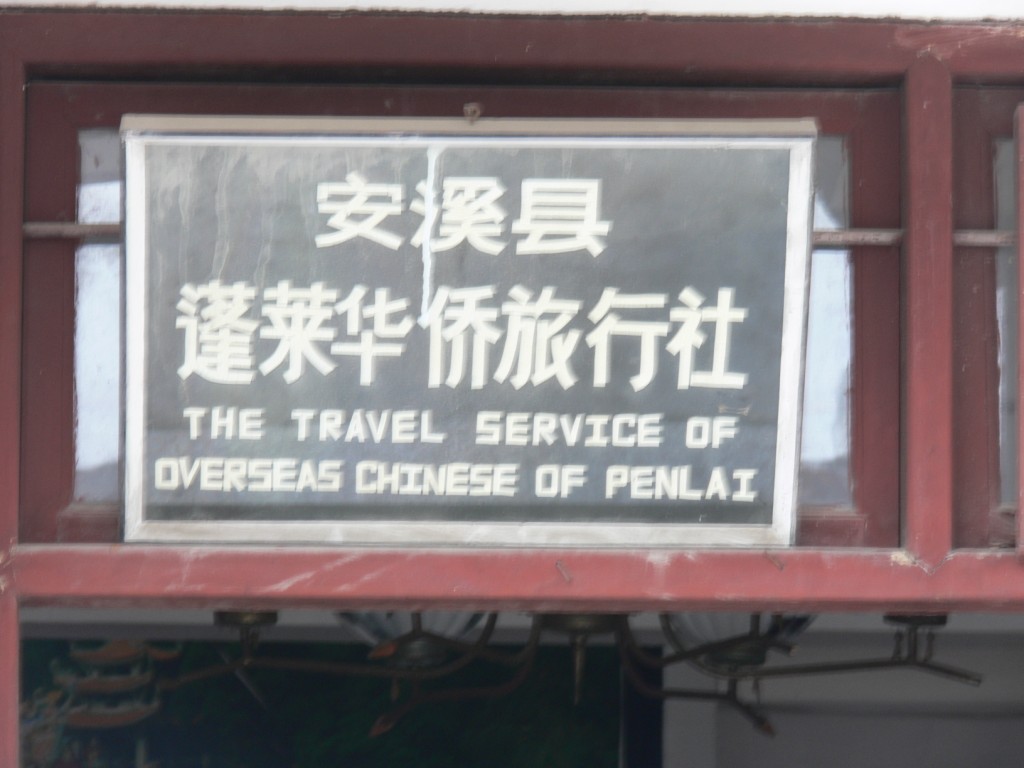 安溪县
蓬莱华侨旅行社
THE TRAVEL SERVICE OF
OVERSEAS CHINESE OF PENLAI